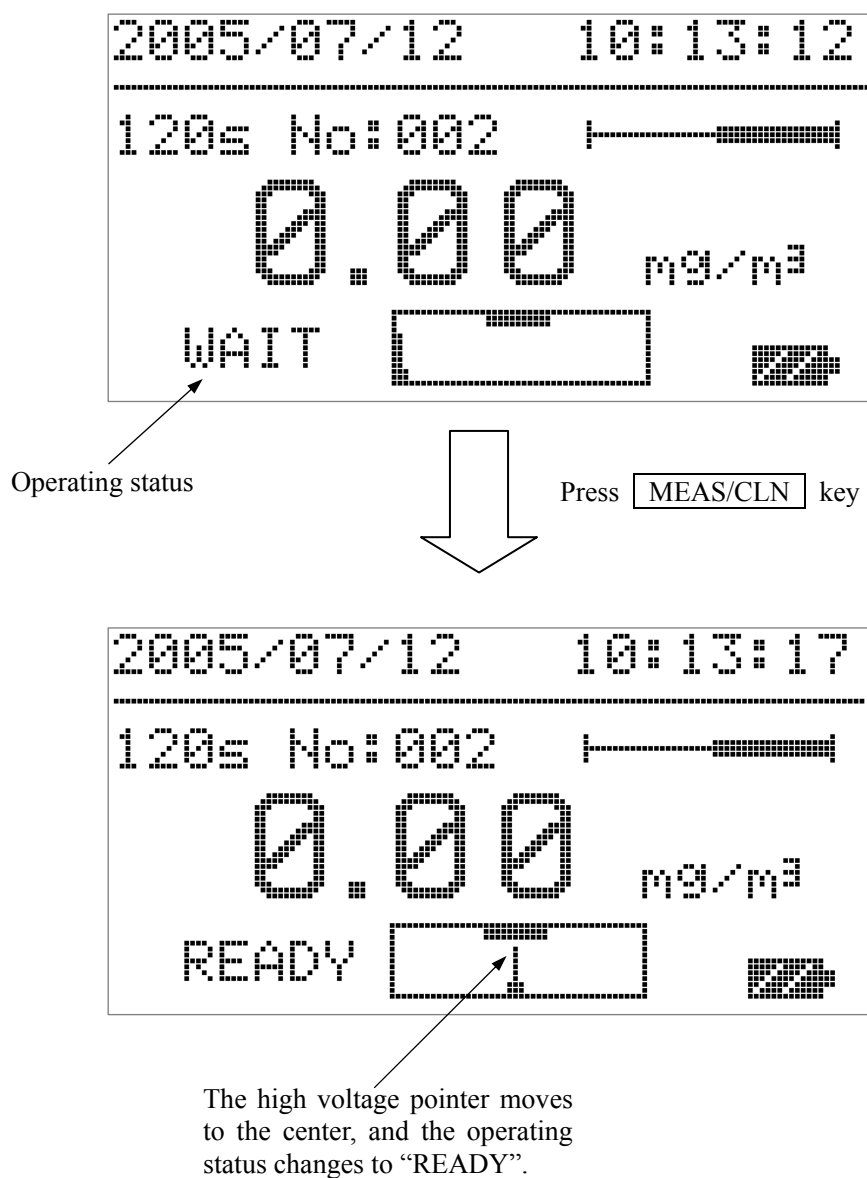 2005/07/12 10:13:12
120s No:002
0.00 mg/m³
WAIT
Operating status
Press MEAS/CLN key
2005/07/12 10:13:17
120s No:002
0.00 mg/m³
READY
The high voltage pointer moves
to the center, and the operating
status changes to “READY”.